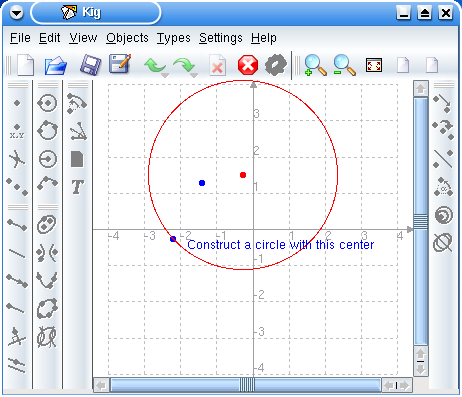 Kig
File Edit View Objects Types Settings Help
x,y
T
3
2
1
-4 -3 -2 -1 1 2 3 4
Construct a circle with this center
-1
-2
-3
-4